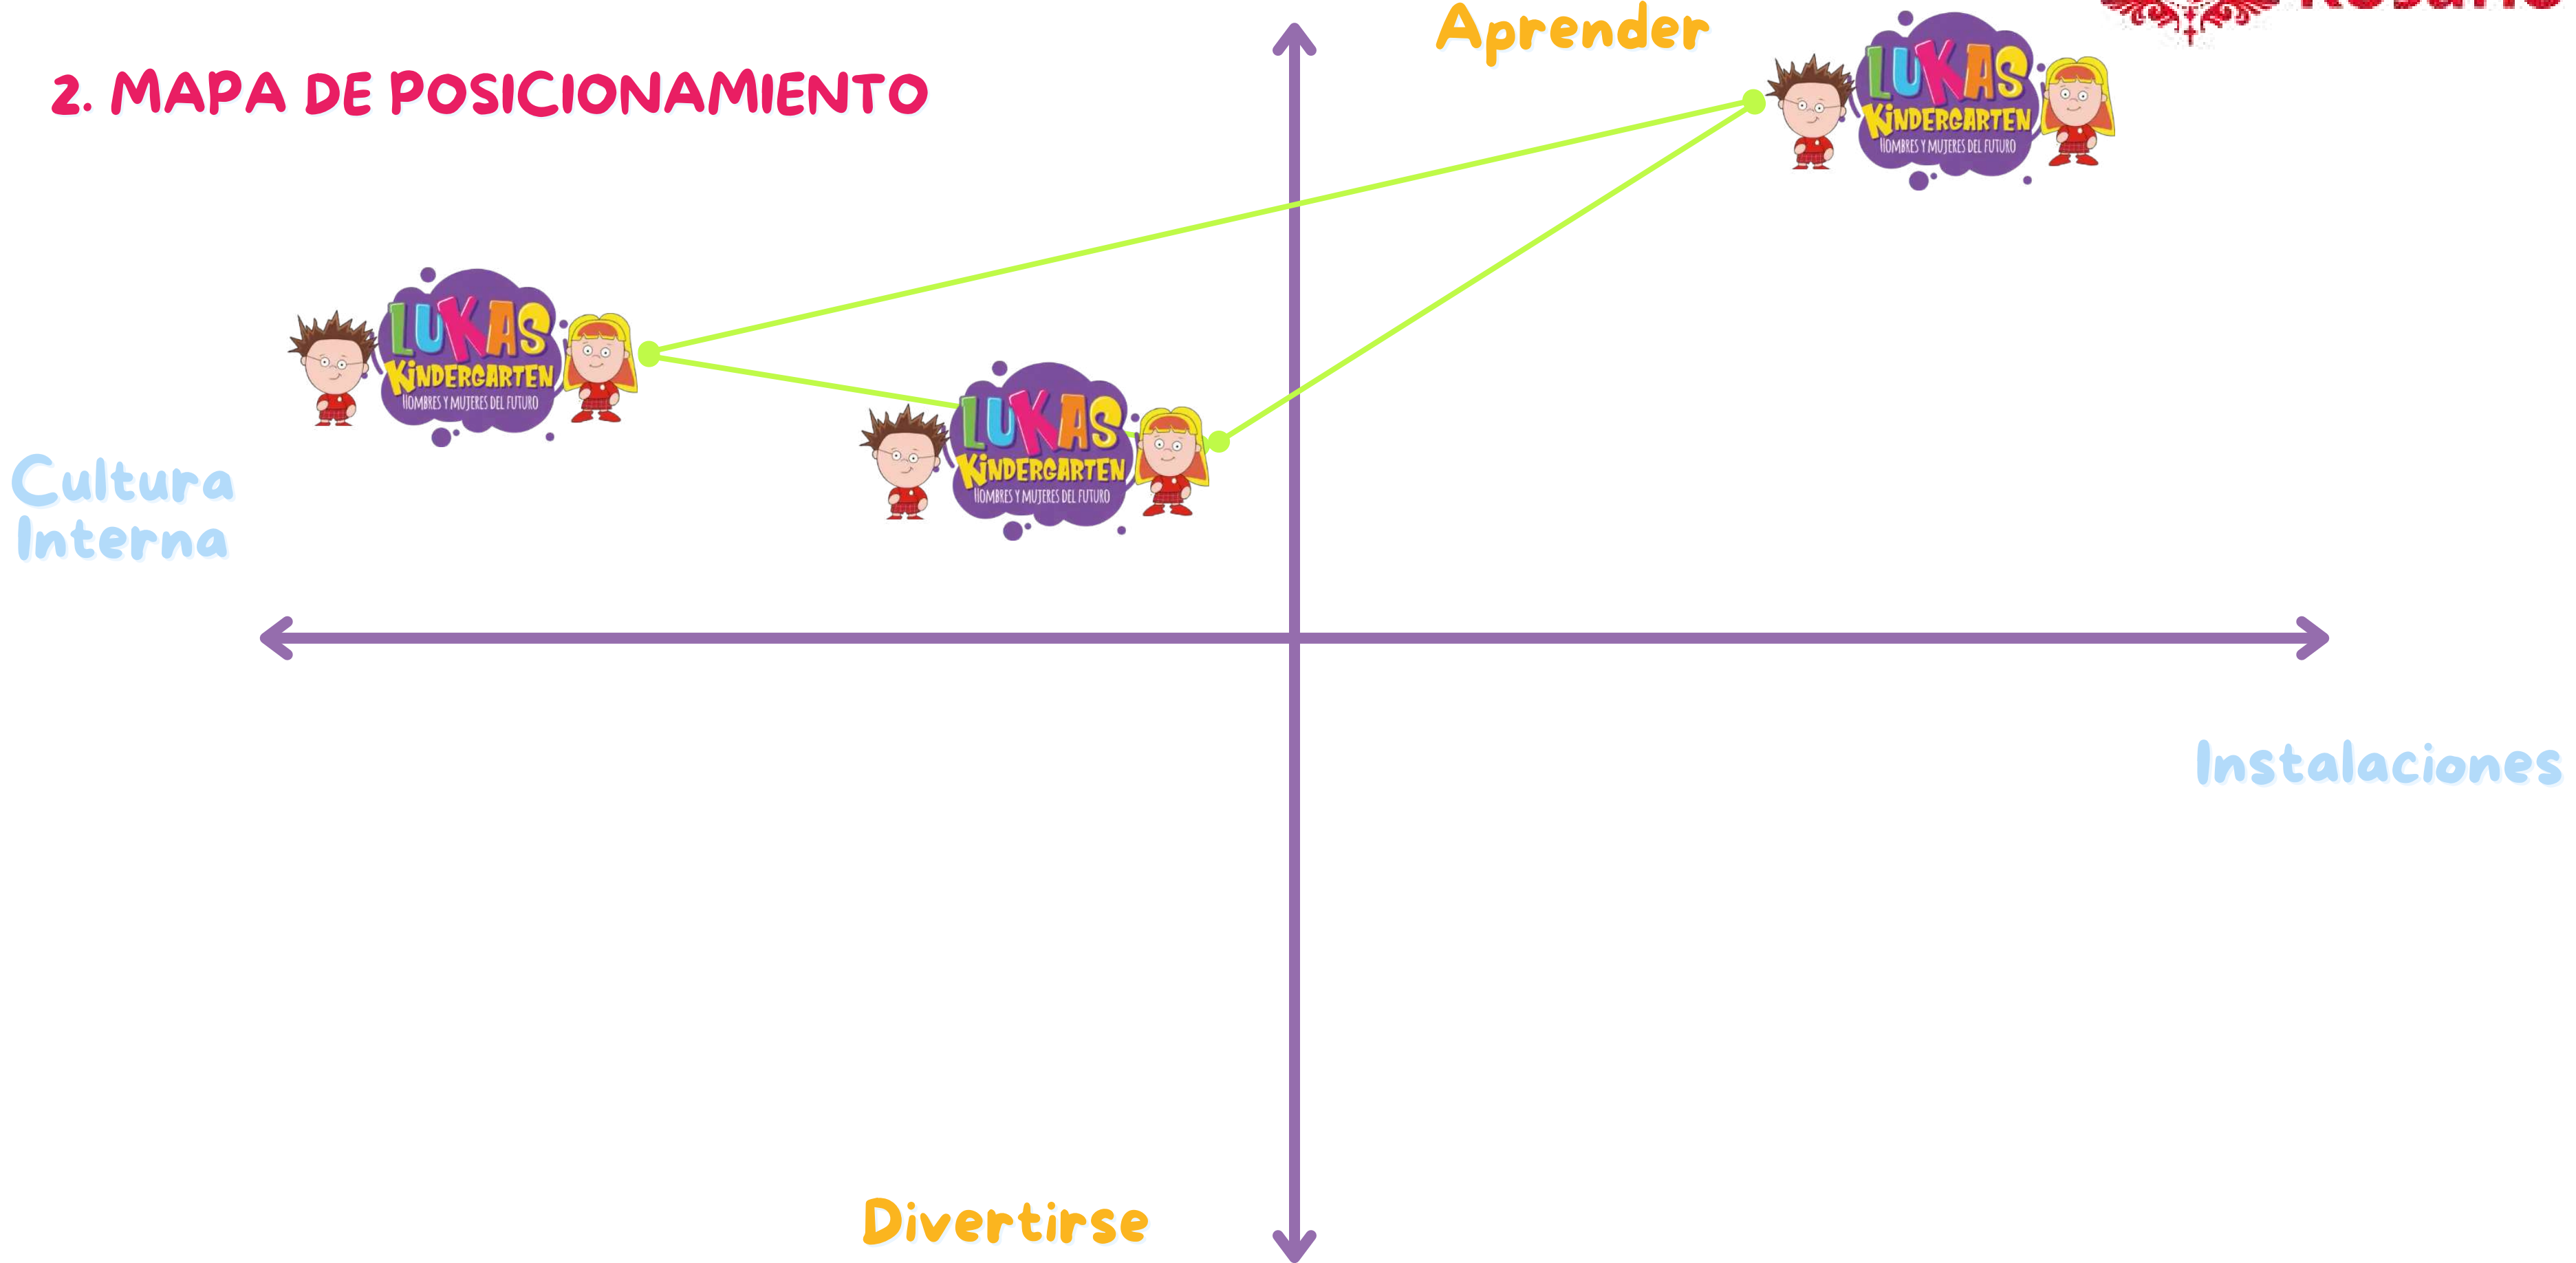 Aprender
2. MAPA DE POSICIONAMIENTO
LUKAS
KINDERGARTEN
HOMBRES Y MUJERES DEL FUTURO
LUKAS
KINDERGARTEN
HOMBRES Y MUJERES DEL FUTURO
LUKAS
KINDERGARTEN
HOMBRES Y MUJERES DEL FUTURO
Cultura
Interna
Instalaciones
Divertirse